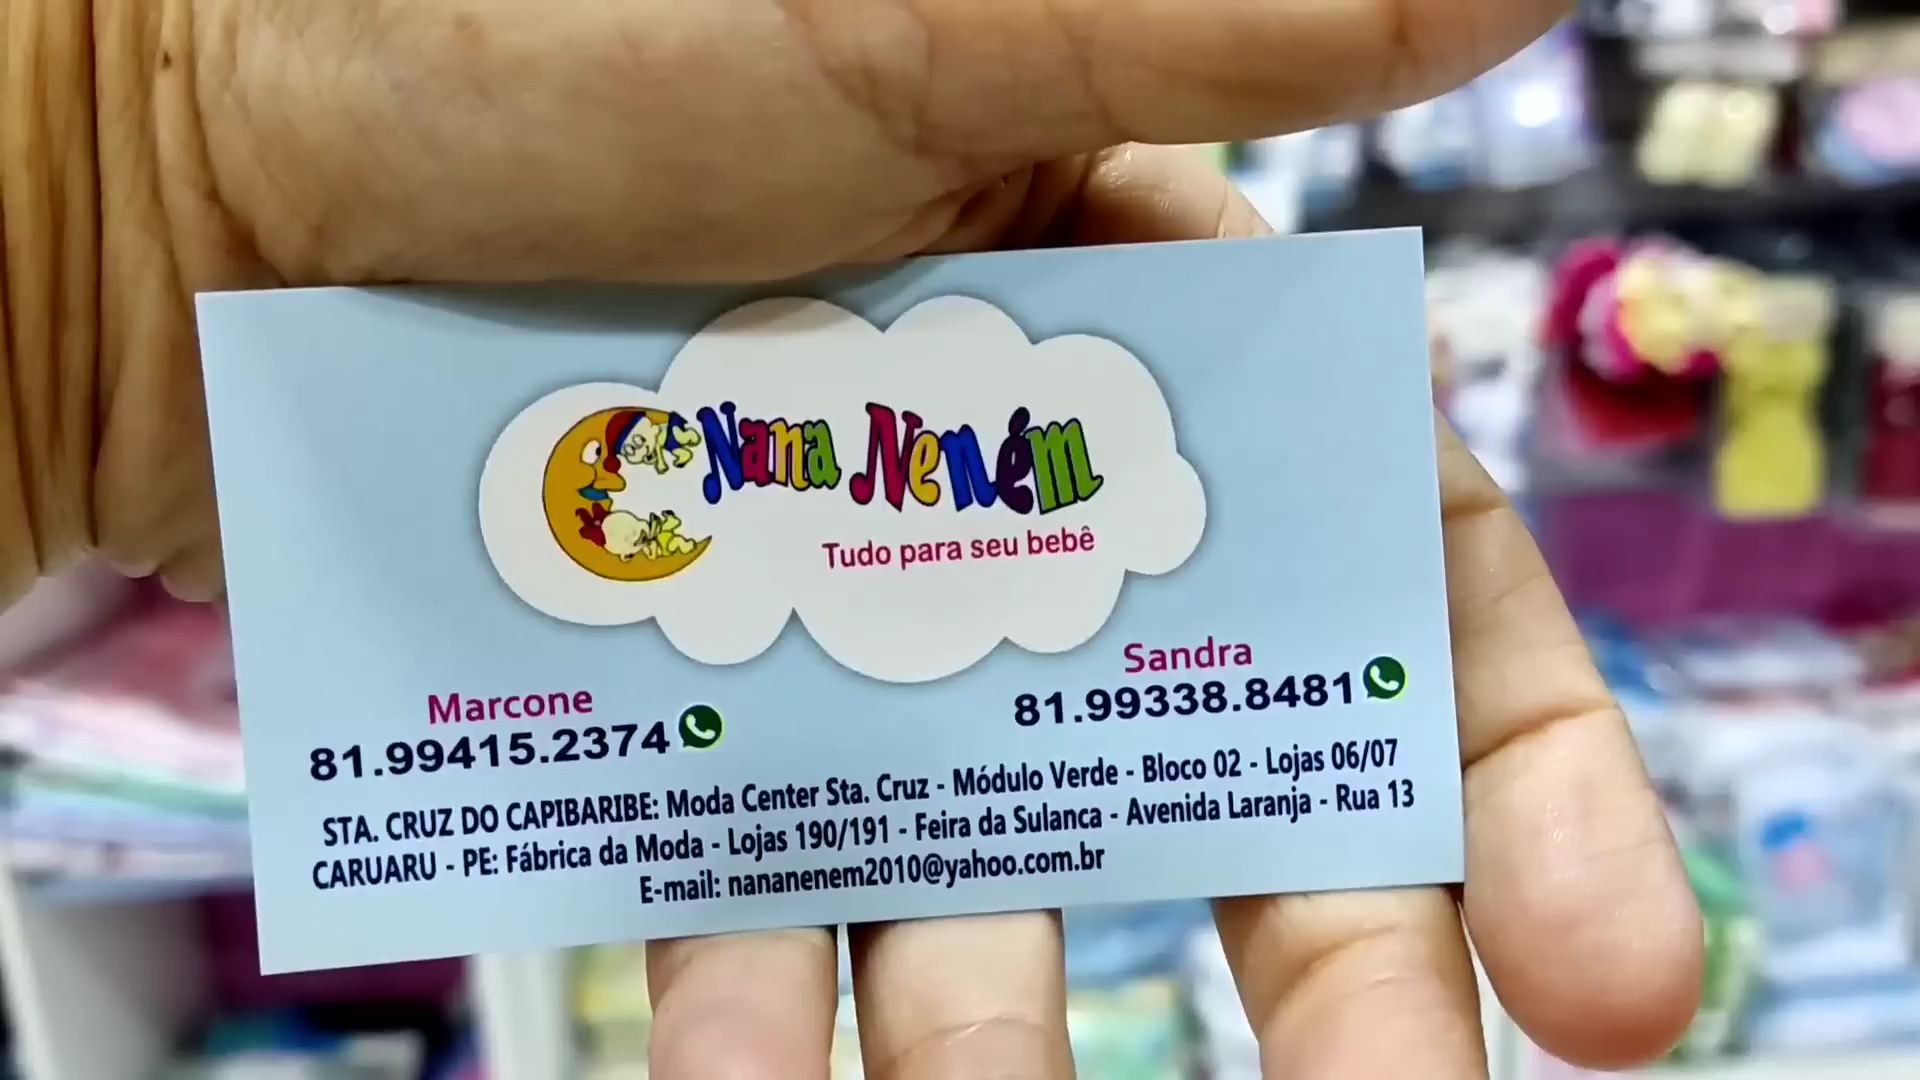 Nana Neném
Tudo para seu bebê
Marcone
81.99415.2374
Sandra
81.99338.8481
STA. CRUZ DO CAPIBARIBE: Moda Center Sta. Cruz - Módulo Verde - Bloco 02 - Lojas 06/07
CARUARU - PE: Fábrica da Moda - Lojas 190/191 - Feira da Sulanca - Avenida Laranja - Rua 13
E-mail: nananenem2010@yahoo.com.br